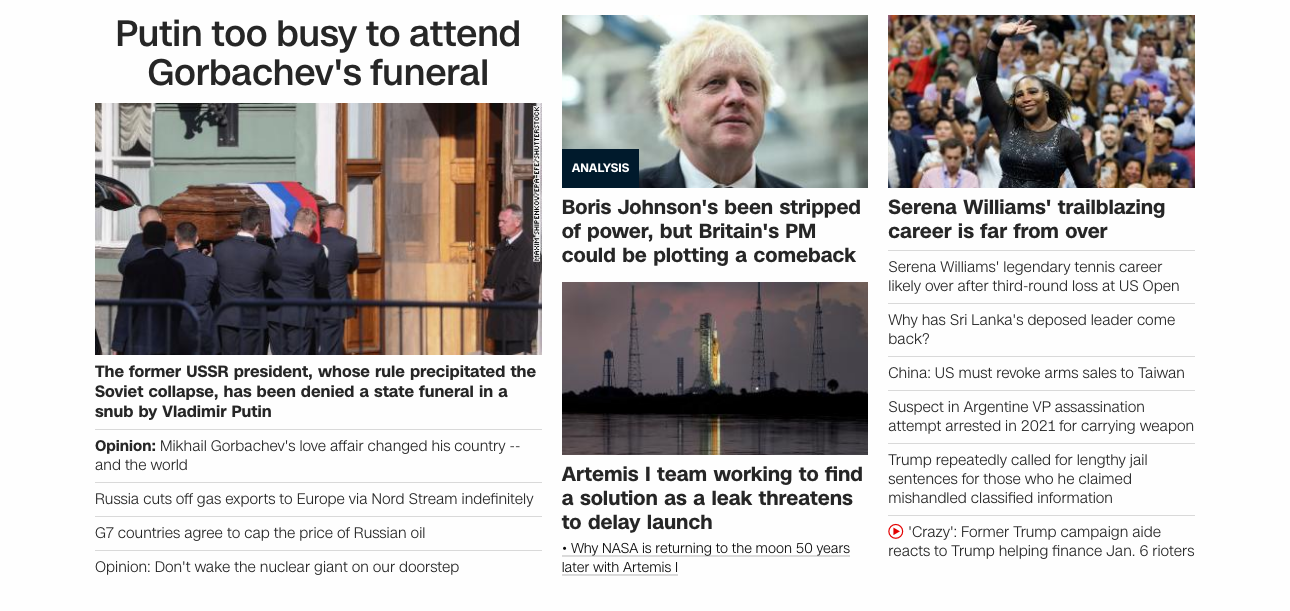 Putin too busy to attend
Gorbachev's funeral
MAXIM SHIPENKOV/EPA-EFE/SHUTTERSTOCK
The former USSR president, whose rule precipitated the
Soviet collapse, has been denied a state funeral in a
snub by Vladimir Putin
Opinion: Mikhail Gorbachev's love affair changed his country --
and the world
Russia cuts off gas exports to Europe via Nord Stream indefinitely
G7 countries agree to cap the price of Russian oil
Opinion: Don't wake the nuclear giant on our doorstep
ANALYSIS
Boris Johnson's been stripped
of power, but Britain's PM
could be plotting a comeback
Artemis I team working to find
a solution as a leak threatens
to delay launch
• Why NASA is returning to the moon 50 years
later with Artemis I
Serena Williams' trailblazing
career is far from over
Serena Williams' legendary tennis career
likely over after third-round loss at US Open
Why has Sri Lanka's deposed leader come
back?
China: US must revoke arms sales to Taiwan
Suspect in Argentine VP assassination
attempt arrested in 2021 for carrying weapon
Trump repeatedly called for lengthy jail
sentences for those who he claimed
mishandled classified information
'Crazy': Former Trump campaign aide
reacts to Trump helping finance Jan. 6 rioters